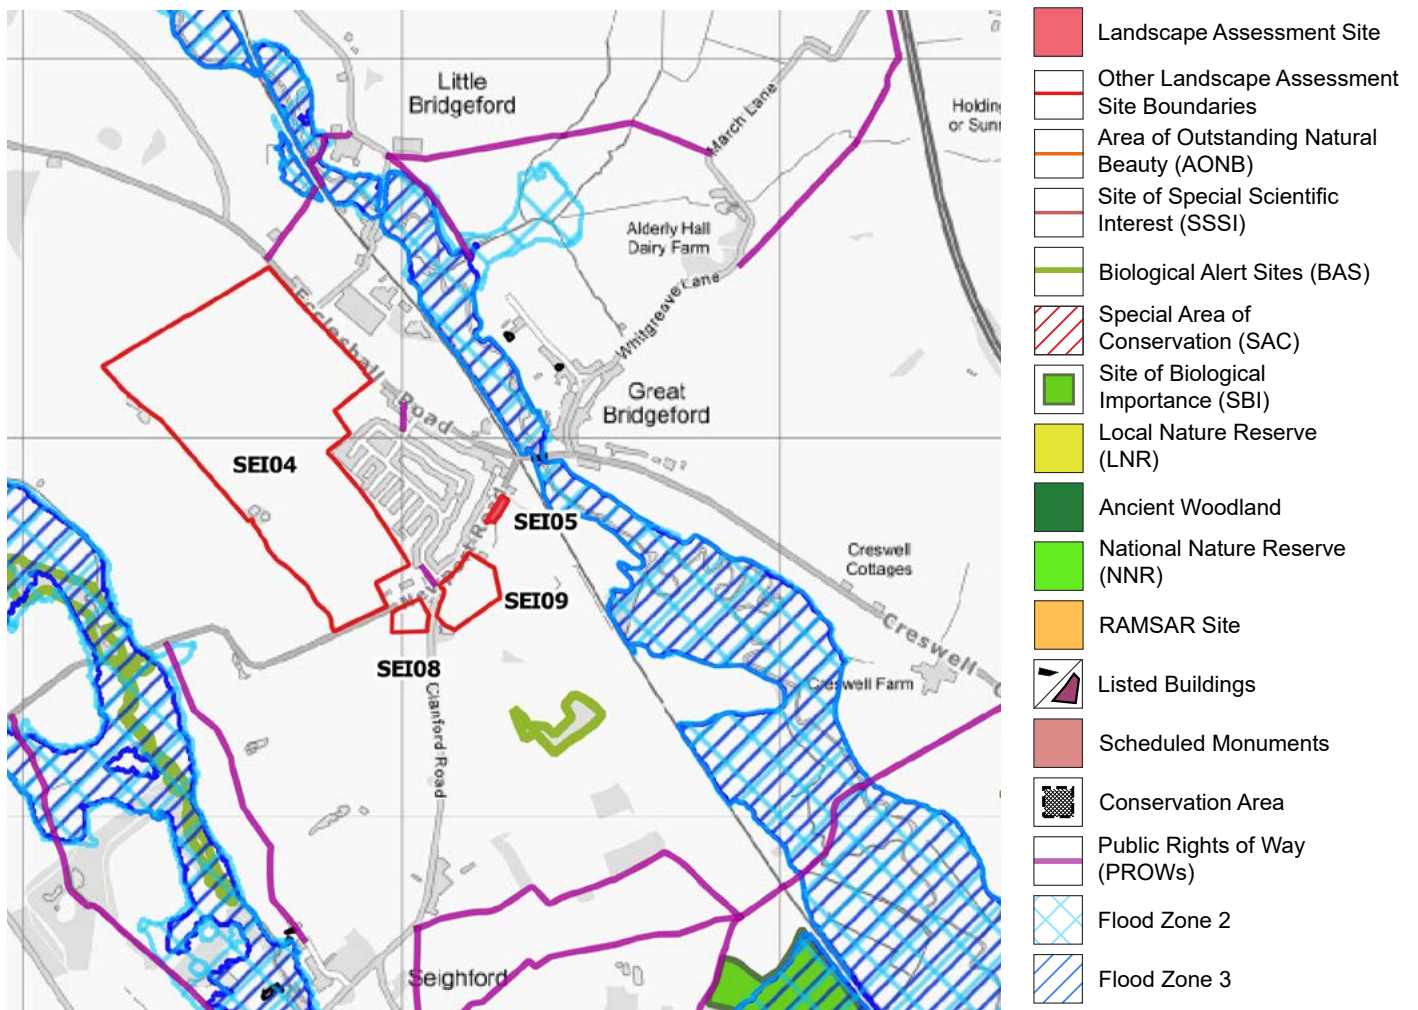 Little
Bridgeford
March Lane
Holding
or Sunn
Alderly Hall
Dairy Farm
Whitgreave Lane
Eccleshall Road
Great
Bridgeford
SEI04
SEI05
Creswell
Cottages
SEI09
Creswell
SEI08
Creswell Farm
Clanford Road
Seighford
Landscape Assessment Site
Other Landscape Assessment
Site Boundaries
Area of Outstanding Natural
Beauty (AONB)
Site of Special Scientific
Interest (SSSI)
Biological Alert Sites (BAS)
Special Area of
Conservation (SAC)
Site of Biological
Importance (SBI)
Local Nature Reserve
(LNR)
Ancient Woodland
National Nature Reserve
(NNR)
RAMSAR Site
Listed Buildings
Scheduled Monuments
Conservation Area
Public Rights of Way
(PROWs)
Flood Zone 2
Flood Zone 3